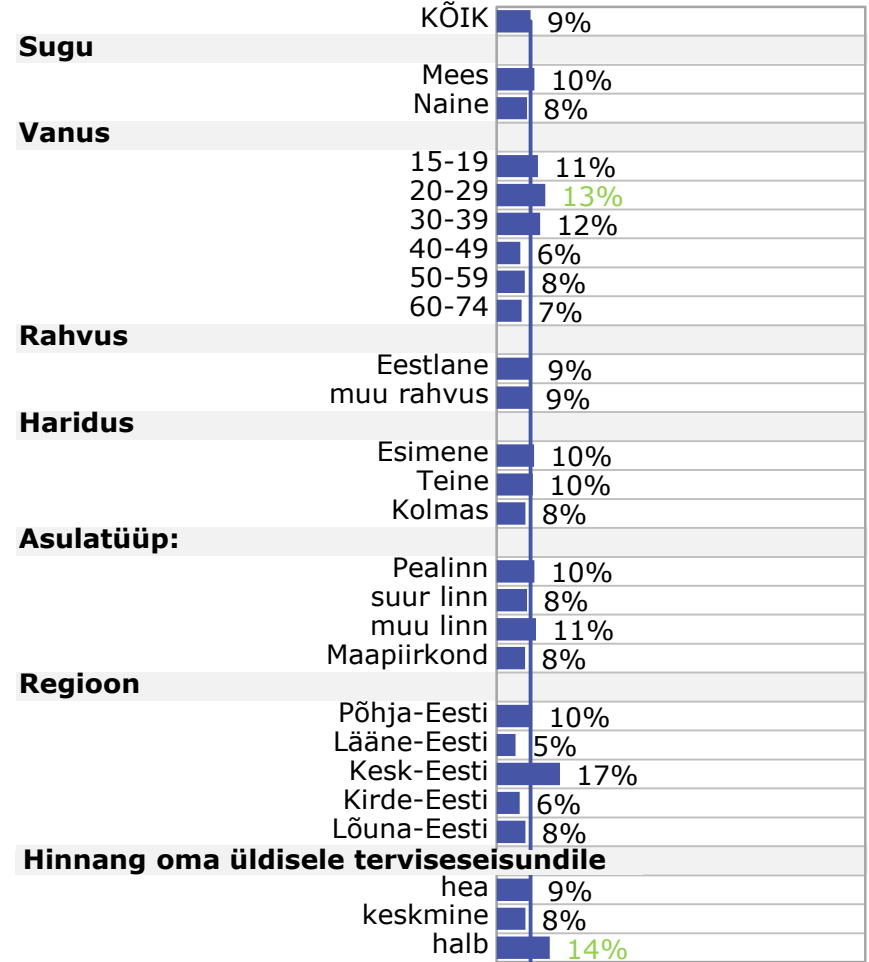 KÕIK 9%
Sugu
Mees 10%
Naine 8%
Vanus
15-19 11%
20-29 13%
30-39 12%
40-49 6%
50-59 8%
60-74 7%
Rahvus
Eestlane 9%
muu rahvus 9%
Haridus
Esimene 10%
Teine 10%
Kolmas 8%
Asulatüüp:
Pealinn 10%
suur linn 8%
muu linn 11%
Maapiirkond 8%
Regioon
Põhja-Eesti 10%
Lääne-Eesti 5%
Kesk-Eesti 17%
Kirde-Eesti 6%
Lõuna-Eesti 8%
Hinnang oma üldisele terviseseisundile
hea 9%
keskmine 8%
halb 14%